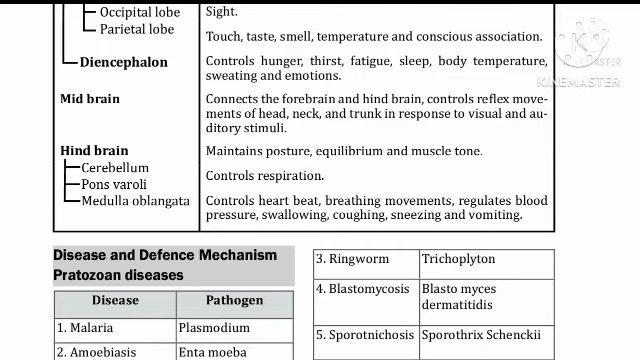 Occipital lobe
Parietal lobe
Sight.
Touch, taste, smell, temperature and conscious association.
Diencephalon
Controls hunger, thirst, fatigue, sleep, body temperature,
sweating and emotions.
Mid brain
Connects the forebrain and hind brain, controls reflex move-
ments of head, neck, and trunk in response to visual and au-
ditory stimuli.
Hind brain
Maintains posture, equilibrium and muscle tone.
Cerebellum
Pons varoli
Controls respiration.
Medulla oblangata
Controls heart beat, breathing movements, regulates blood
pressure, swallowing, coughing, sneezing and vomiting.
Disease and Defence Mechanism
Pratozoan diseases
Disease Pathogen
1. Malaria Plasmodium
2. Amoebiasis Enta moeba
3. Ringworm Trichoplyton
4. Blastomycosis Blasto myces
dermatitidis
5. Sporotnichosis Sporothrix Schenckii
K
KINEMASTER